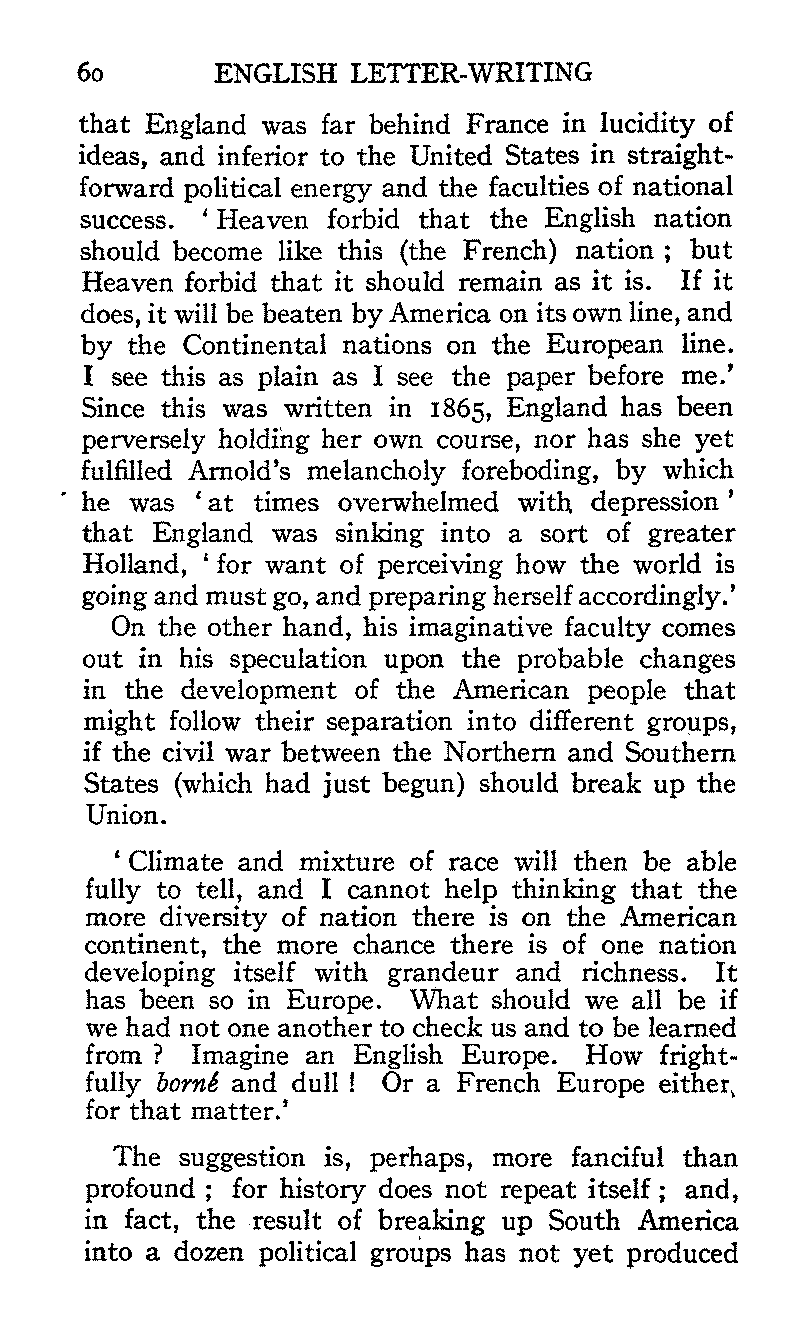 60 ENGLISH LETTER-WRITING
that England was far behind France in lucidity of
ideas, and inferior to the United States in straight-
forward political energy and the faculties of national
success. ‘ Heaven forbid that the English nation
should become like this (the French) nation ; but
Heaven forbid that it should remain as it is. If it
does, it will be beaten by America on its own line, and
by the Continental nations on the European line.
I see this as plain as I see the paper before me.’
Since this was written in 1865, England has been
perversely holding her own course, nor has she yet
fulfilled Arnold’s melancholy foreboding, by which
he was ‘ at times overwhelmed with depression ’
that England was sinking into a sort of greater
Holland, ‘ for want of perceiving how the world is
going and must go, and preparing herself accordingly.’
On the other hand, his imaginative faculty comes
out in his speculation upon the probable changes
in the development of the American people that
might follow their separation into different groups,
if the civil war between the Northern and Southern
States (which had just begun) should break up the
Union.
‘ Climate and mixture of race will then be able
fully to tell, and I cannot help thinking that the
more diversity of nation there is on the American
continent, the more chance there is of one nation
developing itself with grandeur and richness. It
has been so in Europe. What should we all be if
we had not one another to check us and to be learned
from ? Imagine an English Europe. How fright-
fully borné and dull ! Or a French Europe either,
for that matter.’
The suggestion is, perhaps, more fanciful than
profound ; for history does not repeat itself ; and,
in fact, the result of breaking up South America
into a dozen political groups has not yet produced